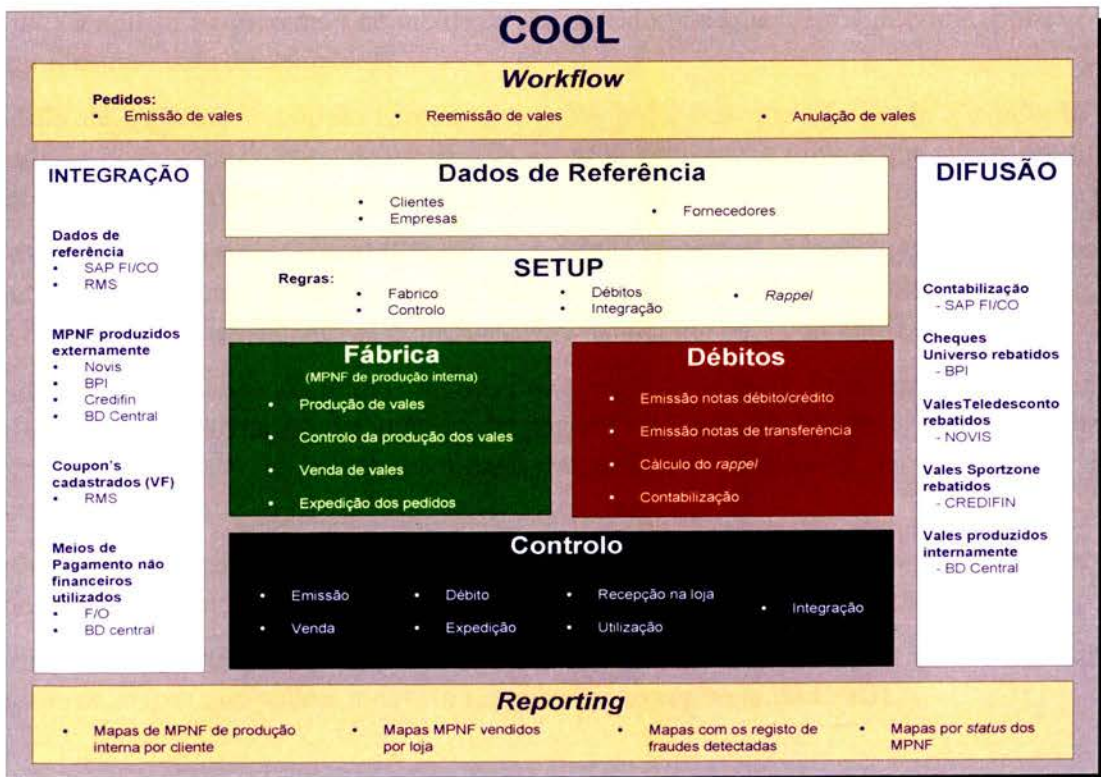 COOL
Workflow
Pedidos:
• Emissão de vales
• Reemissão de vales
• Anulação de vales
INTEGRAÇÃO
Dados de
referência
• SAP FI/CO
• RMS
MPNF produzidos
externamente
• Novis
• BPI
• Credifin
• BD Central
Coupon´s
cadastrados (VF)
• RMS
Meios de
Pagamento não
financeiros
utilizados
• F/O
• BD central
Dados de Referência
• Clientes
• Empresas
• Fornecedores
SETUP
Regras:
• Fabrico
• Controlo
• Débitos
• Integração
• Rappel
Fábrica
(MPNF de produção interna)
• Produção de vales
• Controlo da produção dos vales
• Venda de vales
• Expedição dos pedidos
Débitos
• Emissão notas débito/crédito
• Emissão notas de transferência
• Cálculo do rappel
• Contabilização
Controlo
• Emissão
• Venda
• Débito
• Expedição
• Recepção na loja
• Utilização
• Integração
DIFUSÃO
Contabilização
- SAP FI/CO
Cheques
Universo rebatidos
- BPI
ValesTeledesconto
rebatidos
- NOVIS
Vales Sportzone
rebatidos
- CREDIFIN
Vales produzidos
internamente
- BD Central
Reporting
• Mapas de MPNF de produção
interna por cliente
• Mapas MPNF vendidos
por loja
• Mapas com os registo de
fraudes detectadas
• Mapas por status dos
MPNF